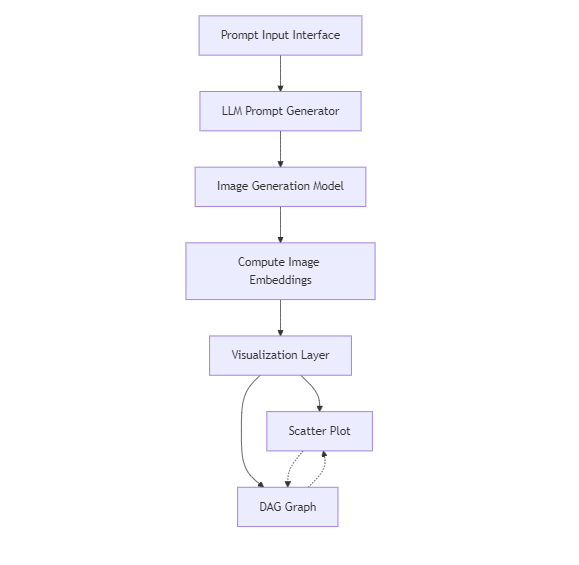 Prompt Input Interface
LLM Prompt Generator
Image Generation Model
Compute Image
Embeddings
Visualization Layer
Scatter Plot
DAG Graph